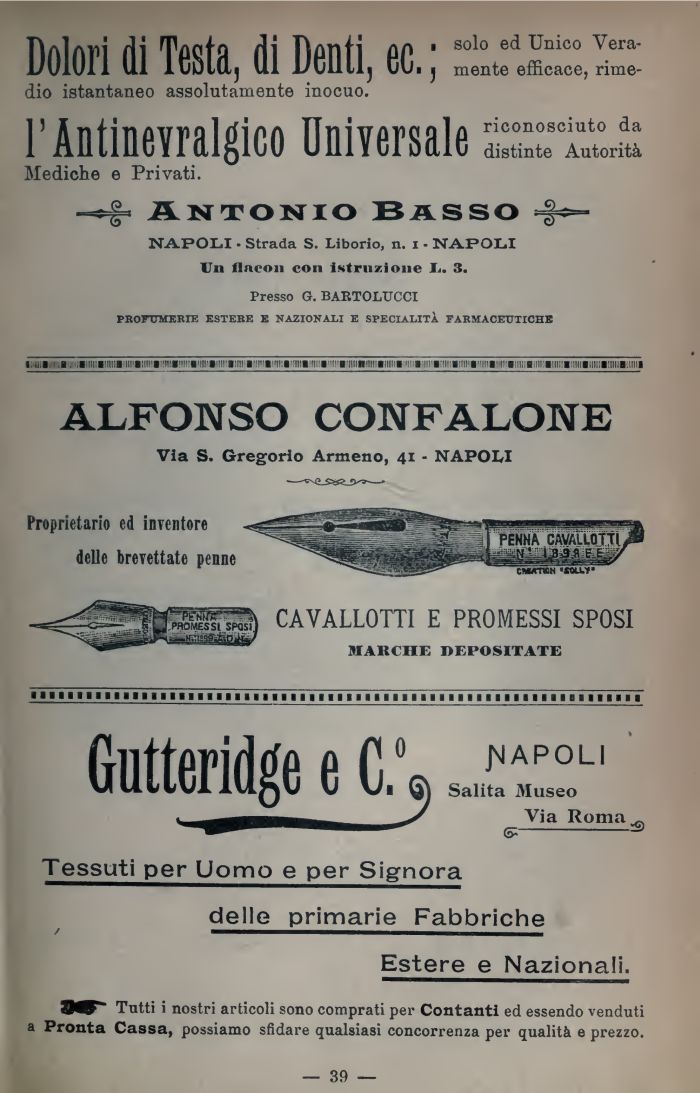 Dolori di Testa, di Denti, ec.; solo ed Unico Vera-
mente efficace, rime-
dio istantaneo assolutamente inocuo.
l'Antinevralgico Universale riconosciuto da
distinte Autorità
Mediche e Privati.
ANTONIO BASSO
NAPOLI - Strada S. Liborio, n. 1 - NAPOLI
Un flacon con istruzione L. 3.
Presso G. BARTOLUCCI
PROFUMERIE ESTERE E NAZIONALI E SPECIALITÀ FARMACEUTICHE
ALFONSO CONFALONE
Via S. Gregorio Armeno, 41 - NAPOLI
Proprietario ed inventore
delle brevettate penne
PENNA CAVALLOTTI
N° 1898 E F
CREATION "SOLLY"
PENNA
PROMESSI SPOSI
CAVALLOTTI E PROMESSI SPOSI
MARCHE DEPOSITATE
Gutteridge e C.º
NAPOLI
Salita Museo
Via Roma
Tessuti per Uomo e per Signora
delle primarie Fabbriche
Estere e Nazionali.
Tutti i nostri articoli sono comprati per Contanti ed essendo venduti
a Pronta Cassa, possiamo sfidare qualsiasi concorrenza per qualità e prezzo.
— 39 —